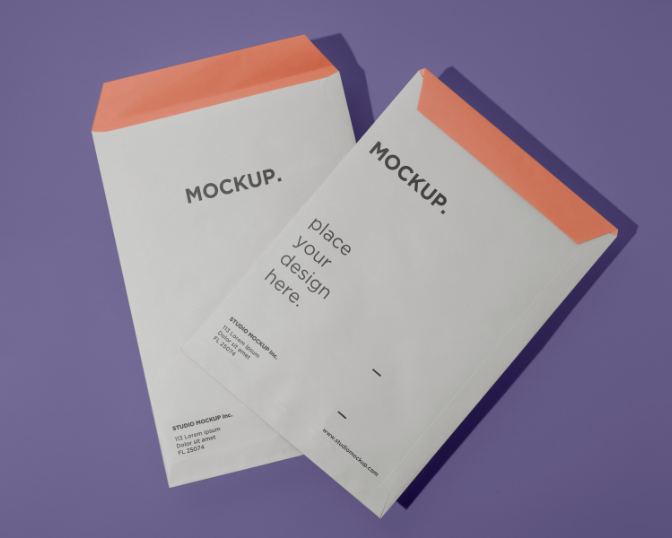 MOCKUP.
STUDIO MOCKUP Inc.
113 Lorem Ipsum
Dolor sit amet
FL 25074
MOCKUP.
place
your
design
here.
STUDIO MOCKUP Inc.
113 Lorem Ipsum
Dolor sit amet
FL 25074
www.studiomockup.com